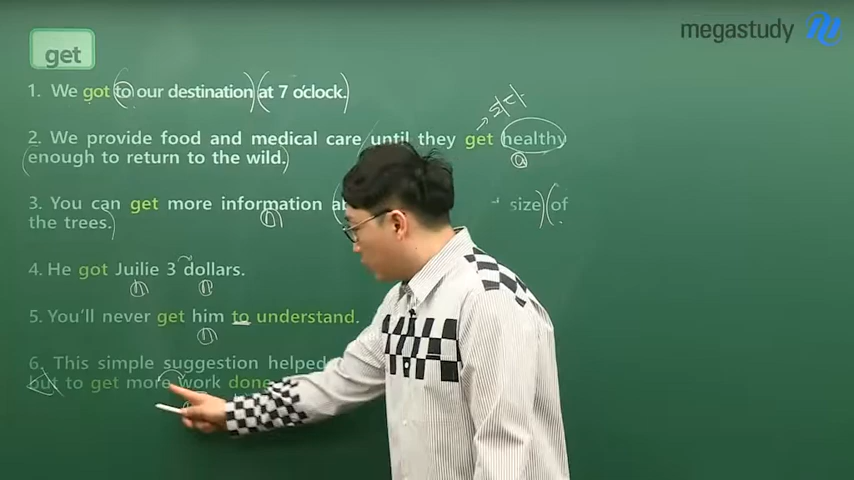 get
megastudy
1. We got to our destination at 7 o'clock.
2. We provide food and medical care until they get healthy
enough to return to the wild.
3. You can get more information size of
the trees.
4. He got Juilie 3 dollars.
5. You'll never get him to understand.
6. This simple suggestion helped
but to get more work done
n
a
n
n
n